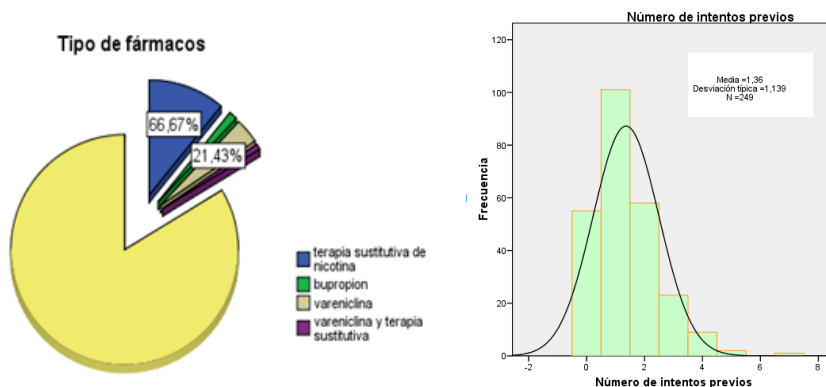 Tipo de fármacos
66,67%
21,43%
terapia sustitutiva de
nicotina
bupropion
vareniclina
vareniclina y terapia
sustitutiva
Número de intentos previos
Media =1,36
Desviación típica =1,139
N =249
Frecuencia
120
100
80
60
40
20
0
-2 0 2 4 6 8
Número de intentos previos